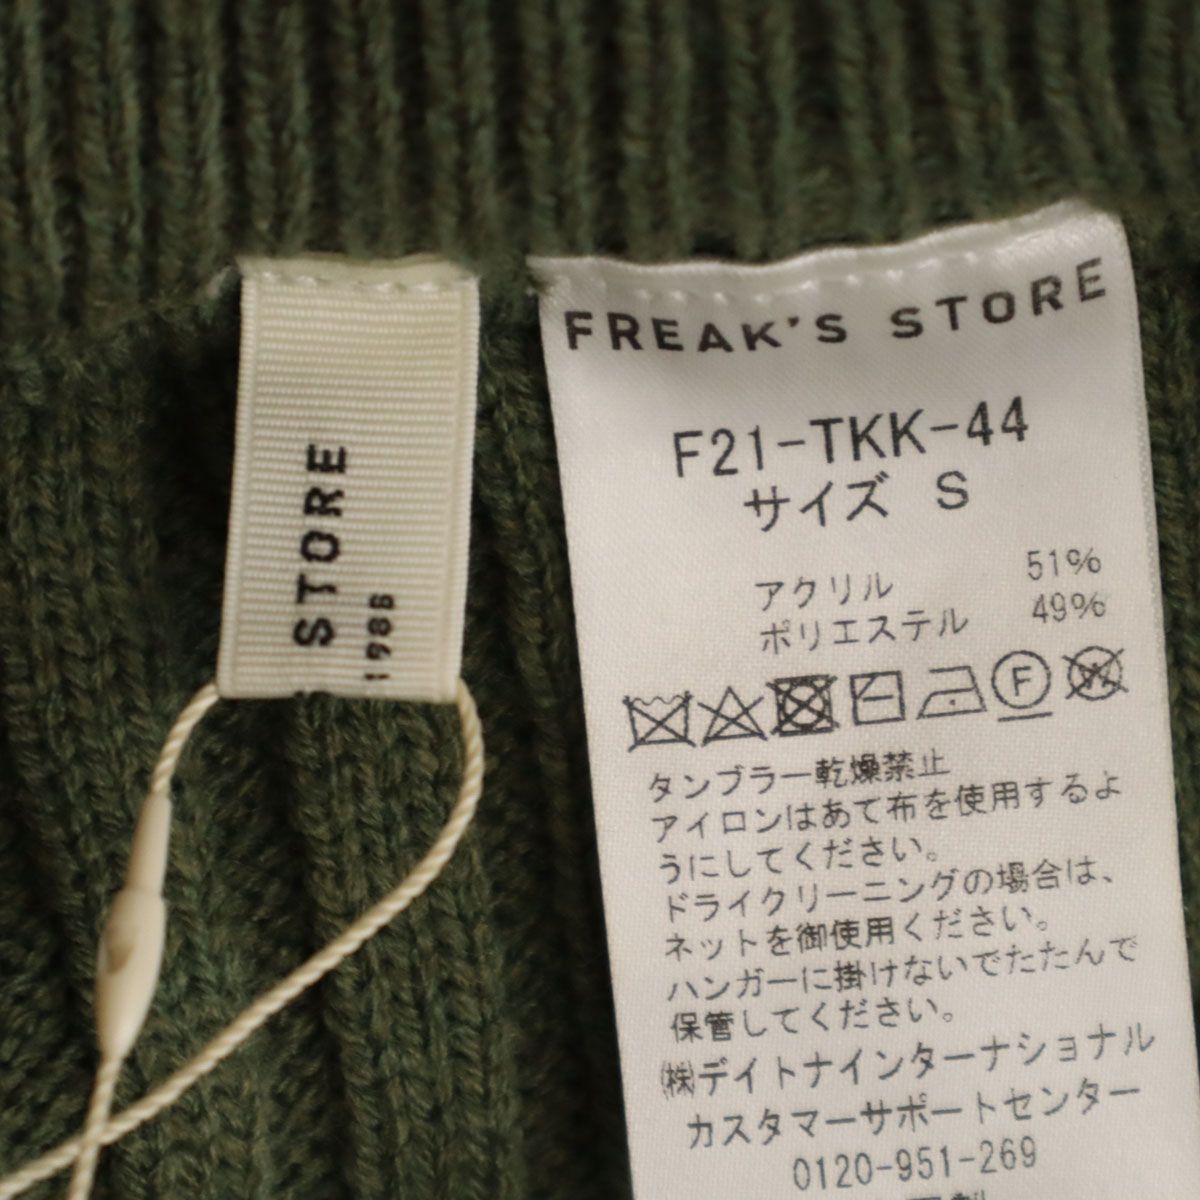 STORE
1986
FREAK'S STORE
F21-TKK-44
サイズ S
アクリル 51%
ポリエステル 49%
F
W
タンブラー乾燥禁止
アイロンはあて布を使用するよ
うにしてください。
ドライクリーニングの場合は、
ネットを御使用ください。
ハンガーに掛けないでたたんで
保管してください。
㈱デイトナインターナショナル
カスタマーサポートセンター
0120-951-269